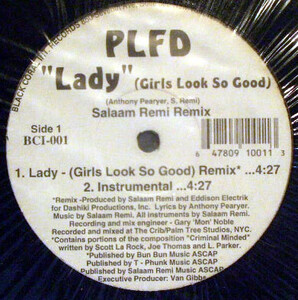 PLFD
"Lady" (Girls Look So Good)
(Anthony Pearyer, S. Remi)
Salaam Remi Remix
Side 1
BCI-001
6 47809 10011 3
1. Lady - (Girls Look So Good) Remix* ...4:27
2. Instrumental ...4:27
*Remix -Produced by Salaam Remi and Eddison Electrik
for Dashiki Productions, Inc. Lyrics by Anthony Pearyer.
Music by Salaam Remi. All instruments by Salaam Remi.
Recording and mix engineer - Gary 'Mon' Noble
Recorded and mixed at The Crib/Palm Tree Studios, NYC.
*Contains portions of the composition "Criminal Minded"
written by Scott La Rock, Joe Thomas and L. Parker.
Published by Bun Bun Music ASCAP
Published by T - Phunk Music ASCAP
Published by Salaam Remi Music ASCAP
Executive Producer: Van Gibbs